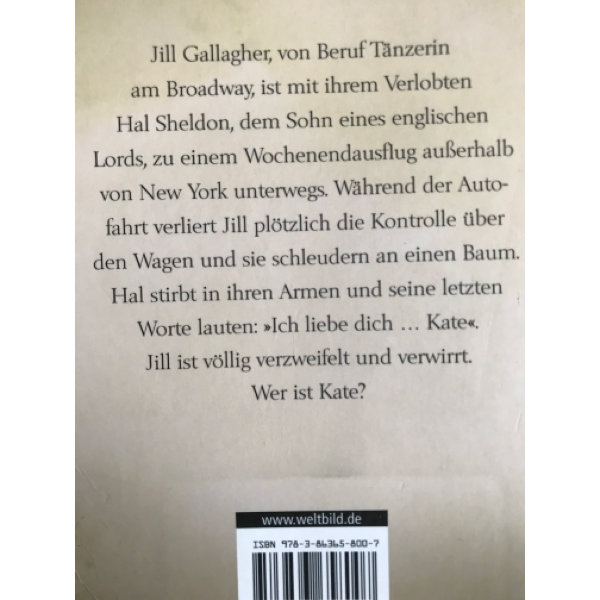 Jill Gallagher, von Beruf Tänzerin
am Broadway, ist mit ihrem Verlobten
Hal Sheldon, dem Sohn eines englischen
Lords, zu einem Wochenendausflug außerhalb
von New York unterwegs. Während der Auto-
fahrt verliert Jill plötzlich die Kontrolle über
den Wagen und sie schleudern an einen Baum.
Hal stirbt in ihren Armen und seine letzten
Worte lauten: »Ich liebe dich … Kate«.
Jill ist völlig verzweifelt und verwirrt.
Wer ist Kate?
www.weltbild.de
ISBN 978-3-86365-800-7